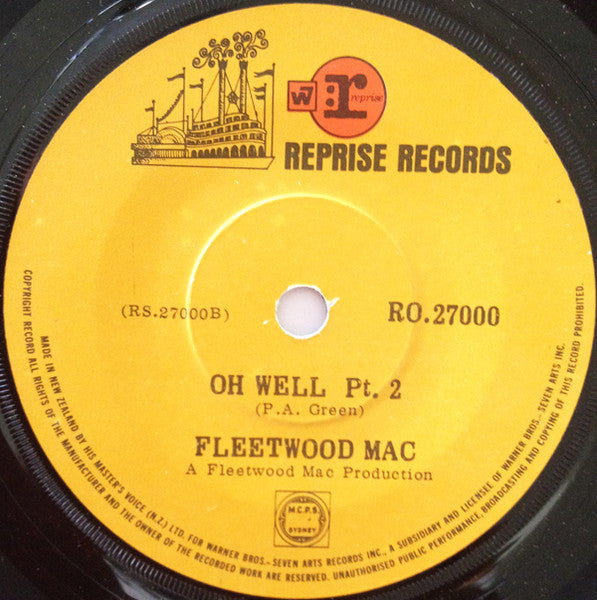 W7 :r reprise
REPRISE RECORDS
(RS.27000B)
RO.27000
OH WELL Pt. 2
(P.A. Green)
FLEETWOOD MAC
A Fleetwood Mac Production
M.C.P.S
SYDNEY
MADE IN NEW ZEALAND BY HIS MASTER'S VOICE (N.Z.) LTD. FOR WARNER BROS.- SEVEN ARTS RECORDS INC., A SUBSIDIARY AND LICENSEE OF WARNER BROS.- SEVEN ARTS INC.
COPYRIGHT RECORD ALL RIGHTS OF THE MANUFACTURER AND THE OWNER OF THE RECORDED WORK ARE RESERVED. UNAUTHORISED PUBLIC PERFORMANCE, BROADCASTING AND COPYING OF THIS RECORD PROHIBITED.